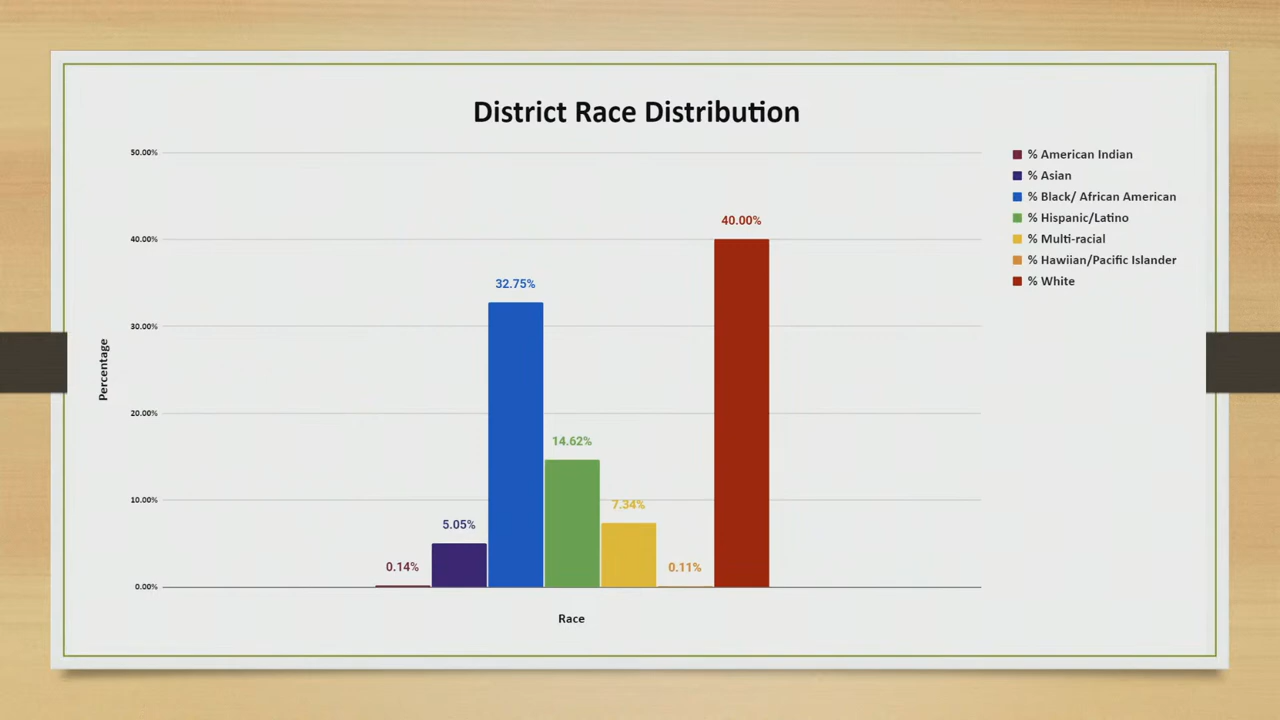 District Race Distribution
50.00%
40.00%
30.00%
20.00%
10.00%
0.00%
Percentage
0.14%
5.05%
32.75%
14.62%
7.34%
0.11%
40.00%
Race
% American Indian
% Asian
% Black/ African American
% Hispanic/Latino
% Multi-racial
% Hawiian/Pacific Islander
% White